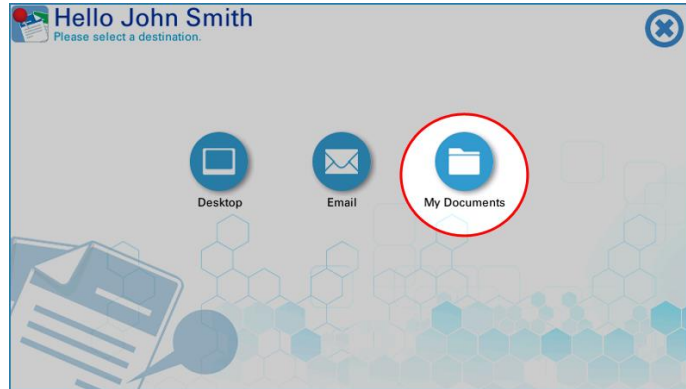 Hello John Smith
Please select a destination.
Desktop
Email
My Documents